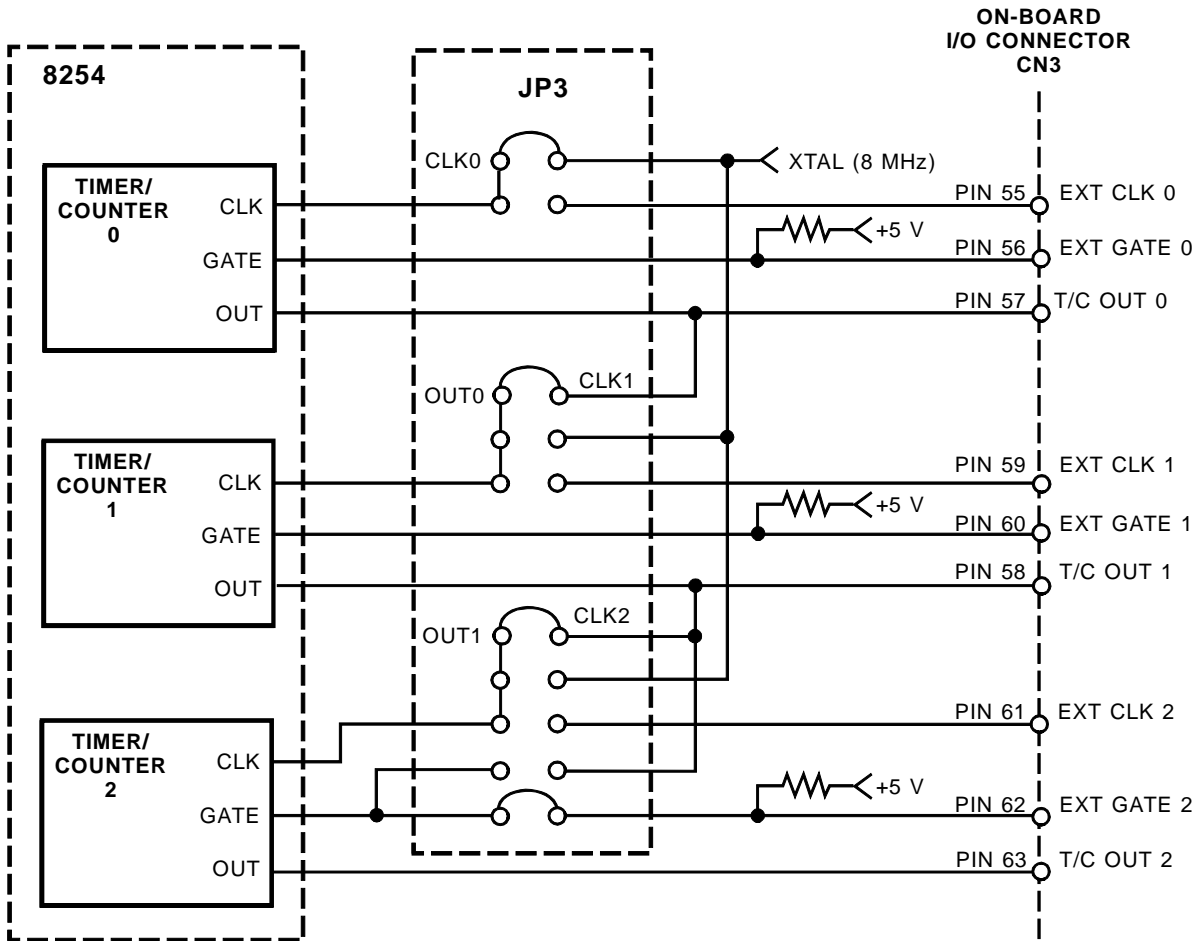 ON-BOARD
I/O CONNECTOR
CN3
8254
JP3
CLK0
XTAL (8 MHz)
TIMER/
COUNTER
0
CLK
GATE
OUT
PIN 55
EXT CLK 0
+5 V
PIN 56
EXT GATE 0
PIN 57
T/C OUT 0
OUT0
CLK1
TIMER/
COUNTER
1
CLK
GATE
OUT
PIN 59
EXT CLK 1
+5 V
PIN 60
EXT GATE 1
PIN 58
T/C OUT 1
OUT1
CLK2
TIMER/
COUNTER
2
CLK
GATE
OUT
PIN 61
EXT CLK 2
+5 V
PIN 62
EXT GATE 2
PIN 63
T/C OUT 2